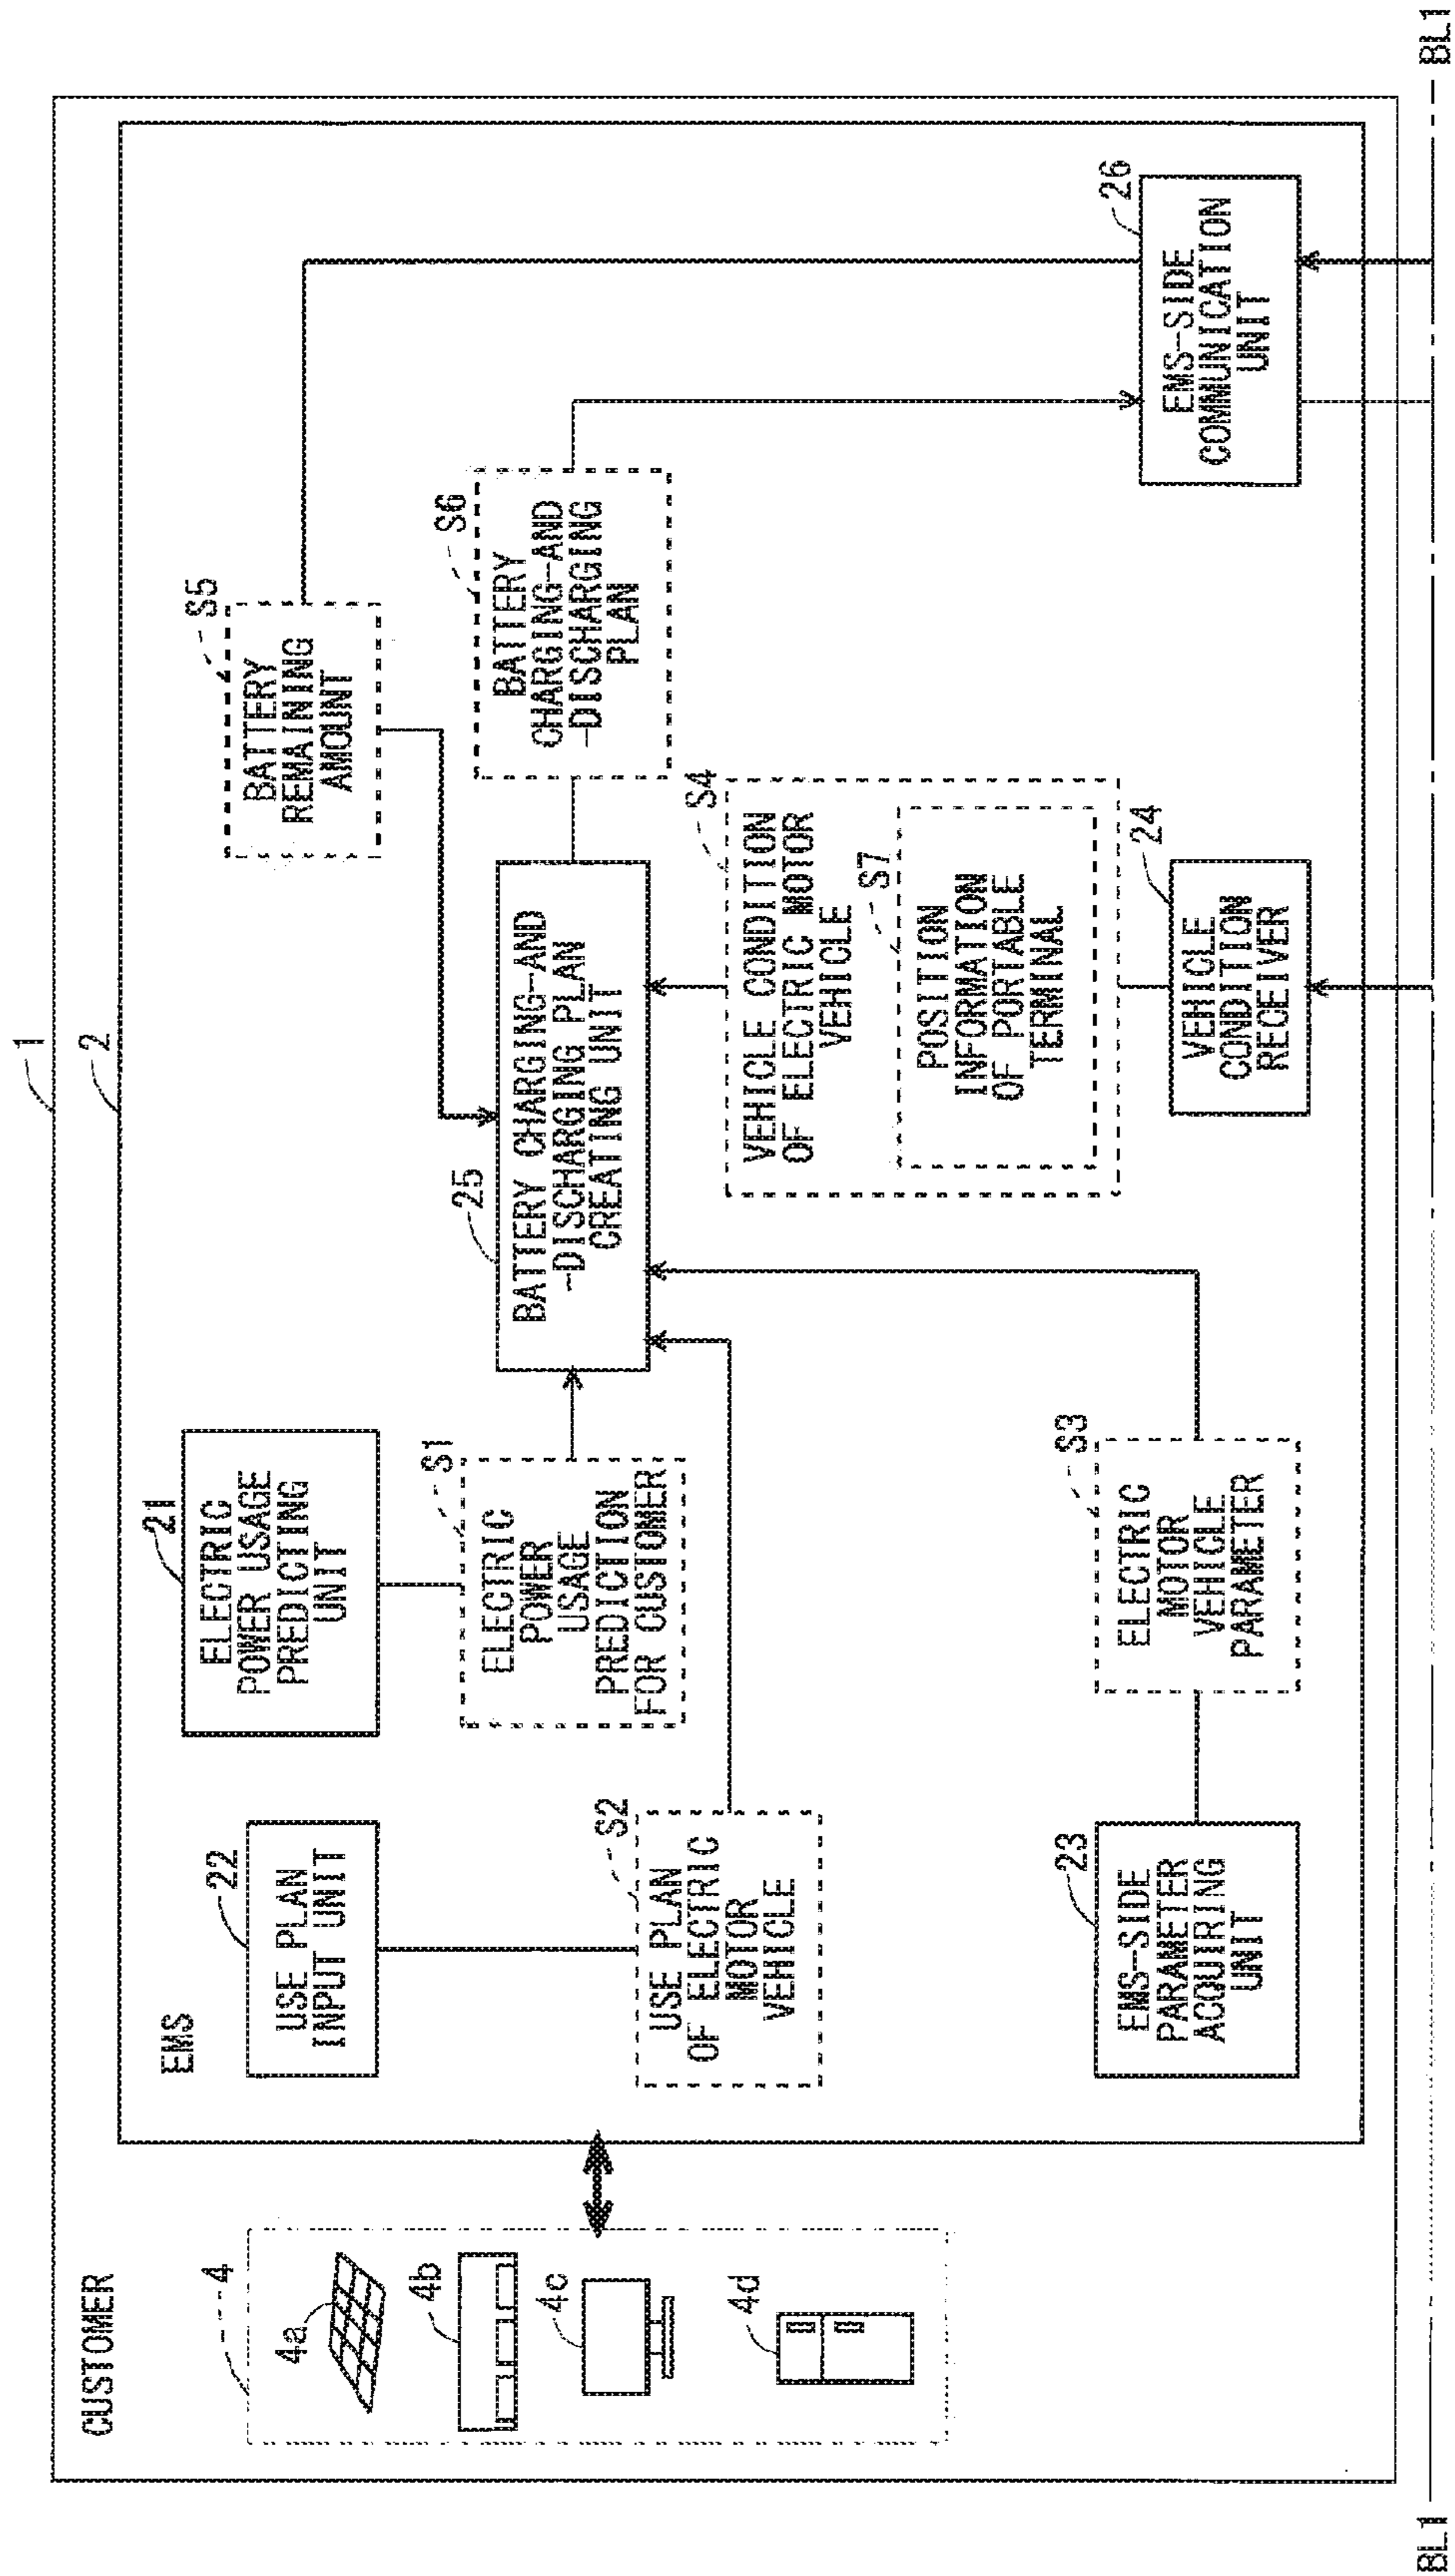 1
2
CUSTOMER
4
4a
4b
4c
4d
EMS
22
USE PLAN
INPUT UNIT
21
ELECTRIC
POWER USAGE
PREDICTING
UNIT
S5
BATTERY
REMAINING
AMOUNT
S1
ELECTRIC
POWER
USAGE
PREDICTION
FOR CUSTOMER
25
BATTERY CHARGING-AND
-DISCHARGING PLAN
CREATING UNIT
S6
BATTERY
CHARGING-AND
-DISCHARGING
PLAN
S2
USE PLAN
OF ELECTRIC
MOTOR
VEHICLE
S4
VEHICLE CONDITION
OF ELECTRIC MOTOR
VEHICLE
S7
POSITION
INFORMATION
OF PORTABLE
TERMINAL
23
EMS-SIDE
PARAMETER
ACQUIRING
UNIT
S3
ELECTRIC
MOTOR
VEHICLE
PARAMETER
24
VEHICLE
CONDITION
RECEIVER
26
EMS-SIDE
COMMUNICATION
UNIT
BL1
BL1